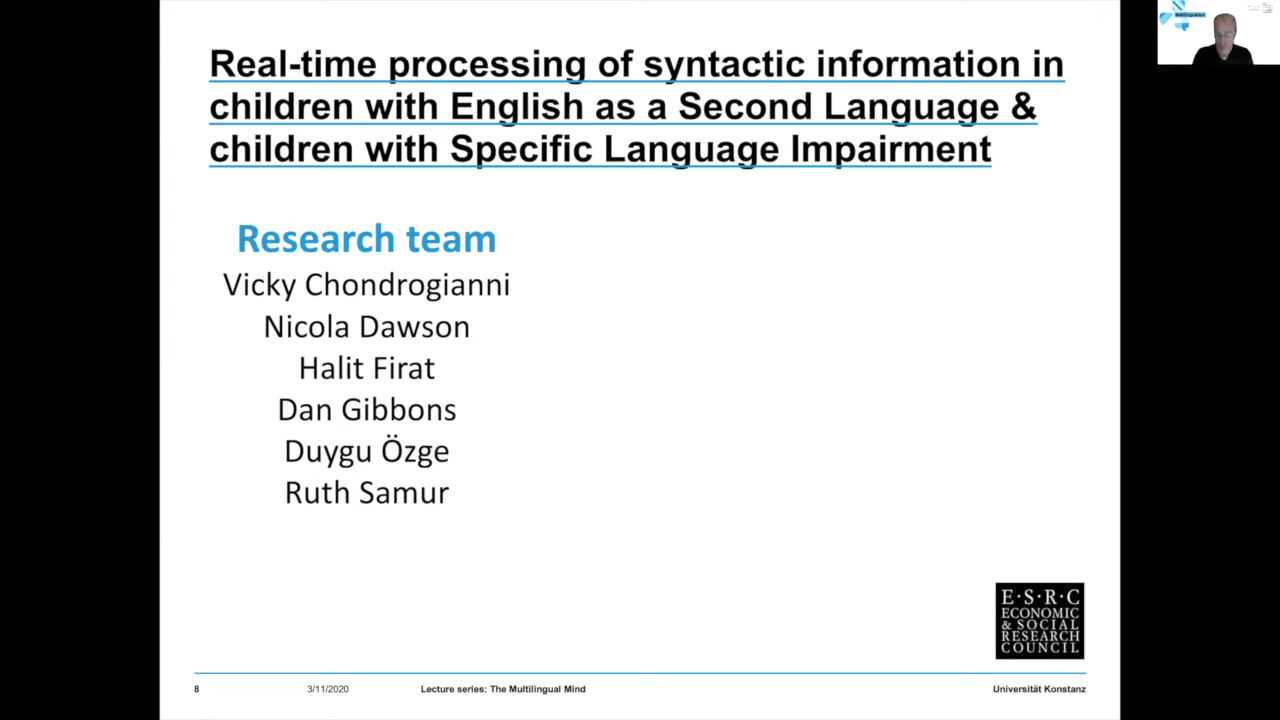 Real-time processing of syntactic information in
children with English as a Second Language &
children with Specific Language Impairment
Research team
Vicky Chondrogianni
Nicola Dawson
Halit Firat
Dan Gibbons
Duygu Özge
Ruth Samur
E·S·R·C
ECONOMIC
& SOCIAL
RESEARCH
COUNCIL
8
3/11/2020
Lecture series: The Multilingual Mind
Universität Konstanz